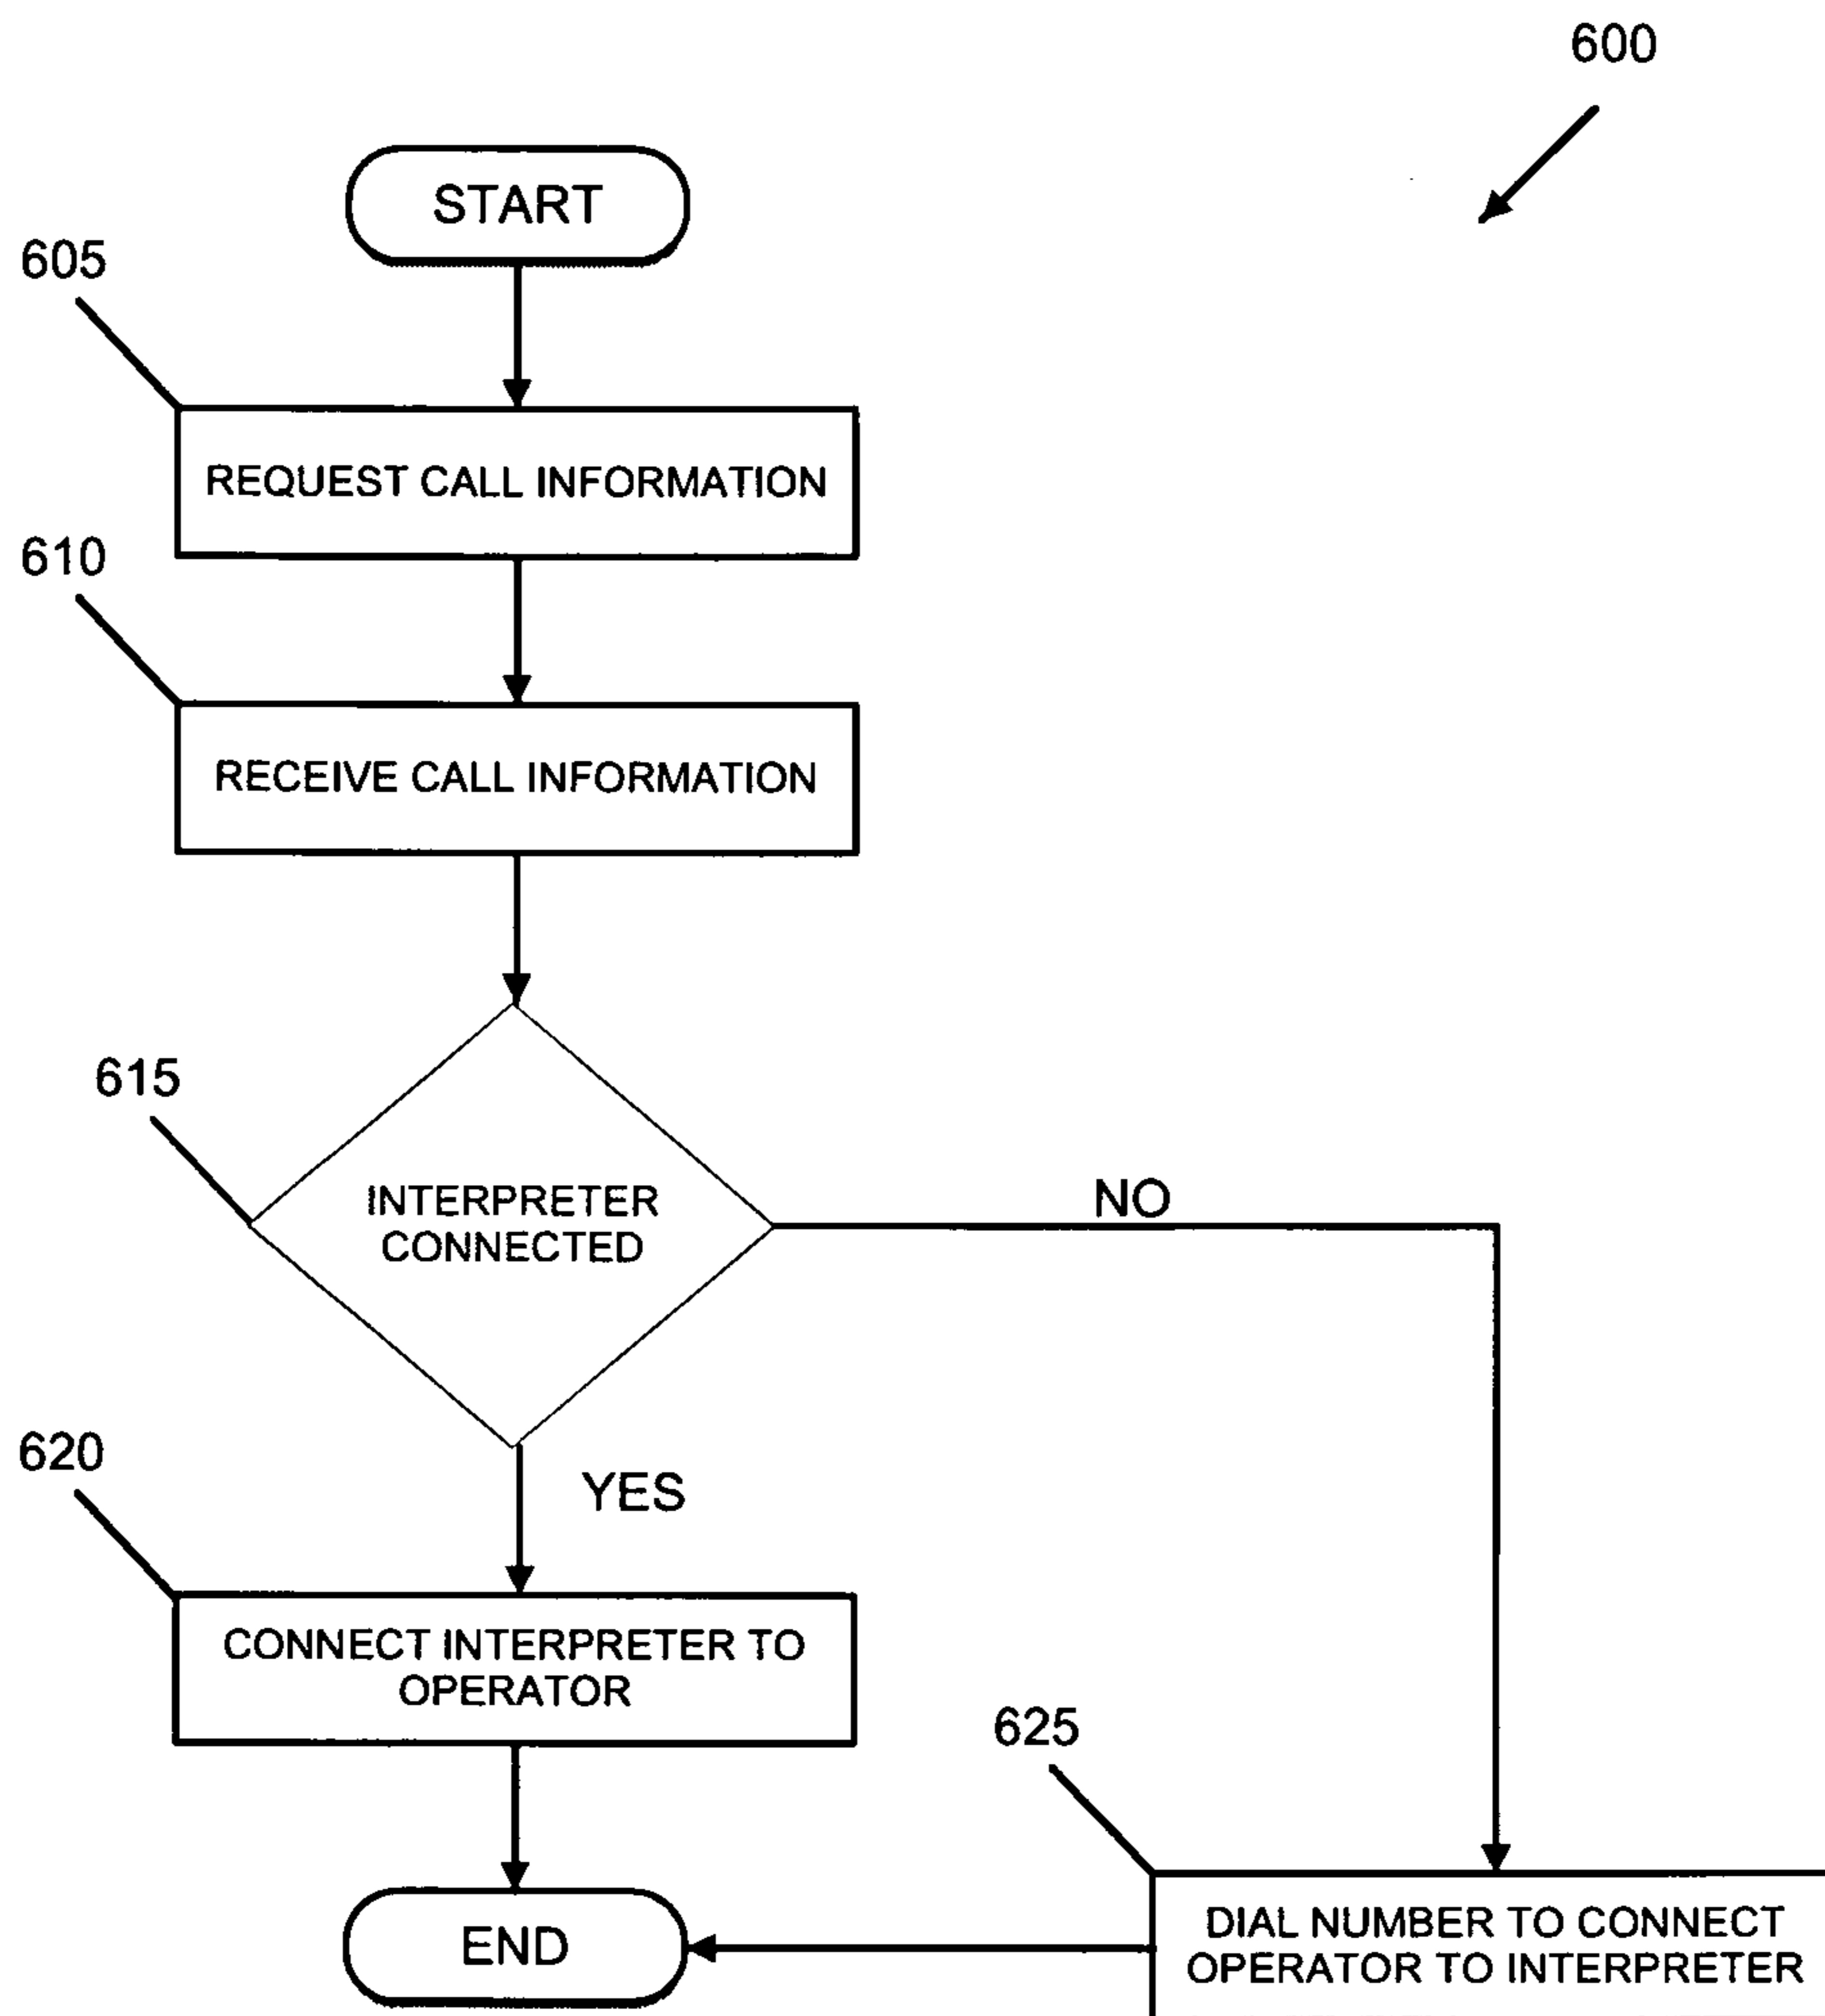 600
START
605
REQUEST CALL INFORMATION
610
RECEIVE CALL INFORMATION
615
INTERPRETER
CONNECTED
NO
620
YES
CONNECT INTERPRETER TO
OPERATOR
625
END
DIAL NUMBER TO CONNECT
OPERATOR TO INTERPRETER